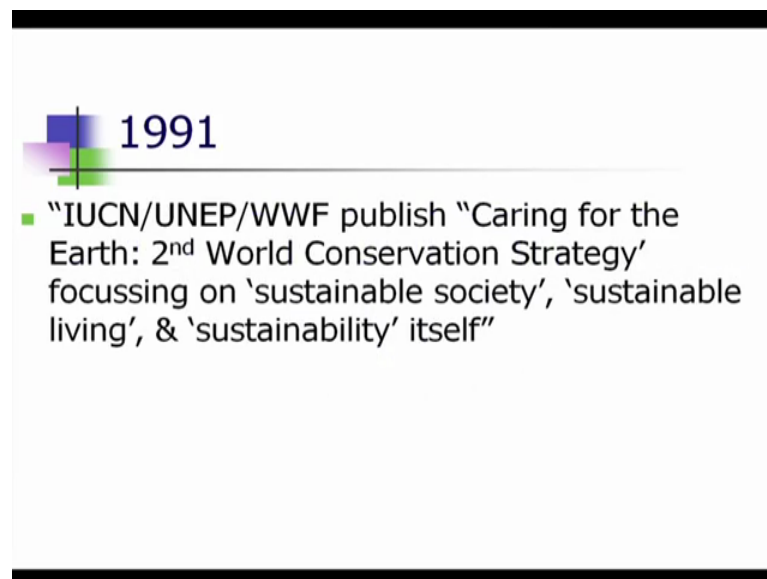 1991
“IUCN/UNEP/WWF publish “Caring for the
Earth: 2nd World Conservation Strategy’
focussing on ‘sustainable society’, ‘sustainable
living’, & ‘sustainability’ itself”